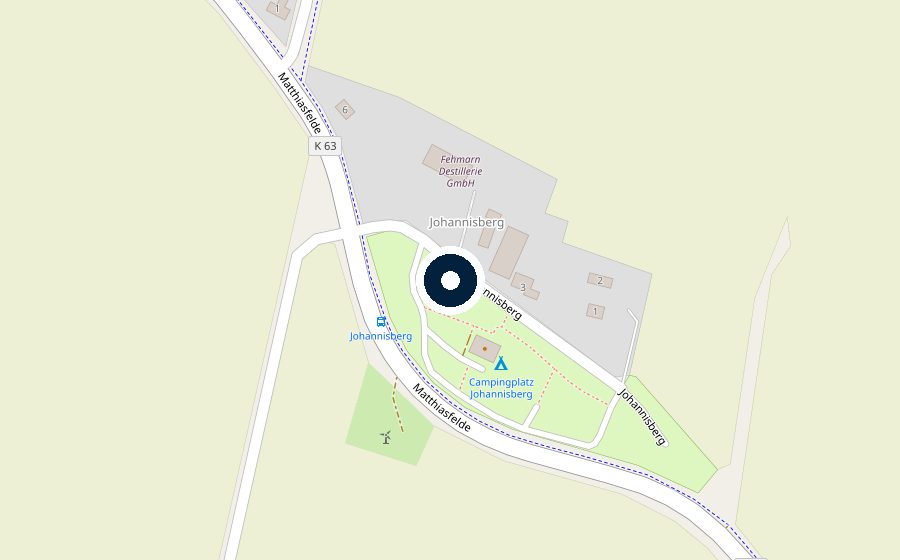 1
Matthiasfelde
6
K 63
Fehmarn
Destillerie
GmbH
Johannisberg
3
2
1
nnisberg
Johannisberg
Campingplatz
Johannisberg
Matthiasfelde
Johannisberg